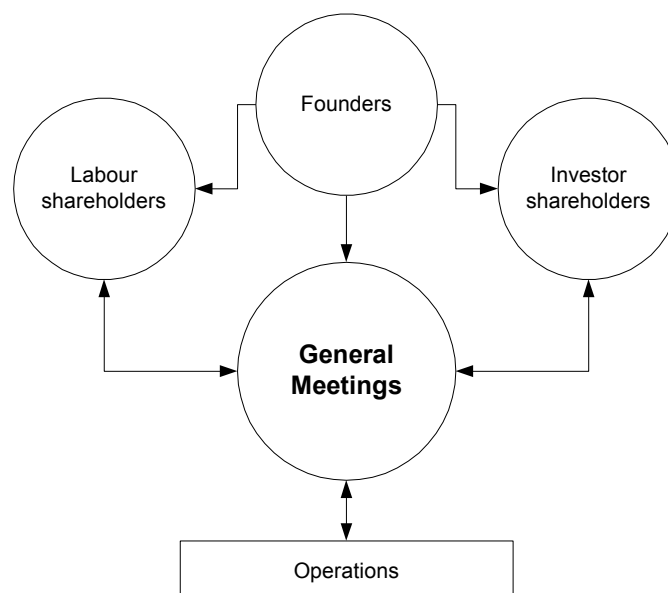 Founders
Labour
shareholders
Investor
shareholders
General
Meetings
Operations